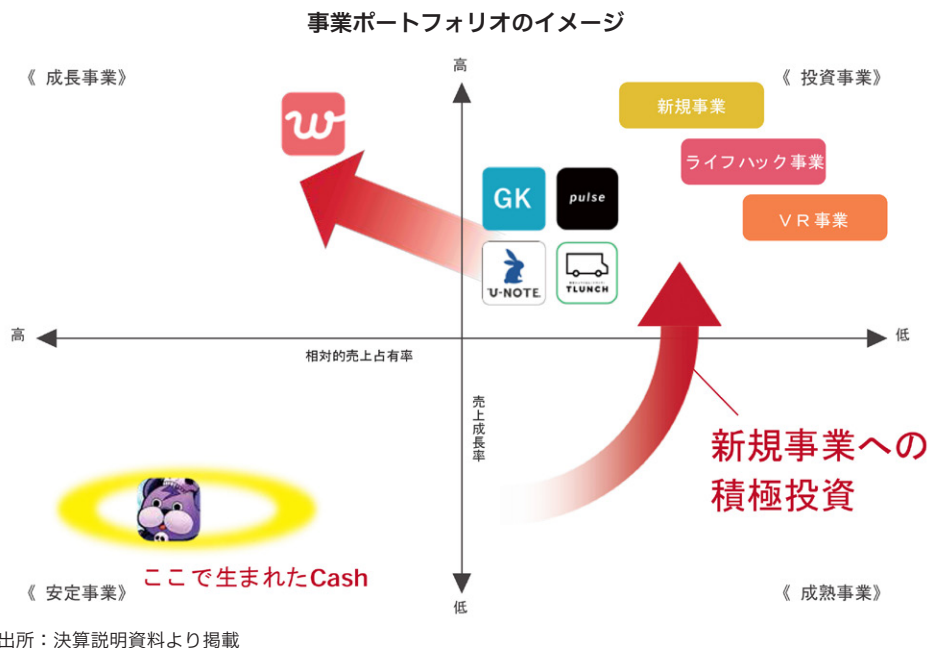 事業ポートフォリオのイメージ
《 成長事業》
高
《 投資事業》
w
新規事業
ライフハック事業
VR事業
GK
pulse
U-NOTE
TLUNCH
高
低
相対的売上占有率
売上成長率
新規事業への
積極投資
ここで生まれたCash
《 安定事業》
低
《 成熟事業》
出所：決算説明資料より掲載